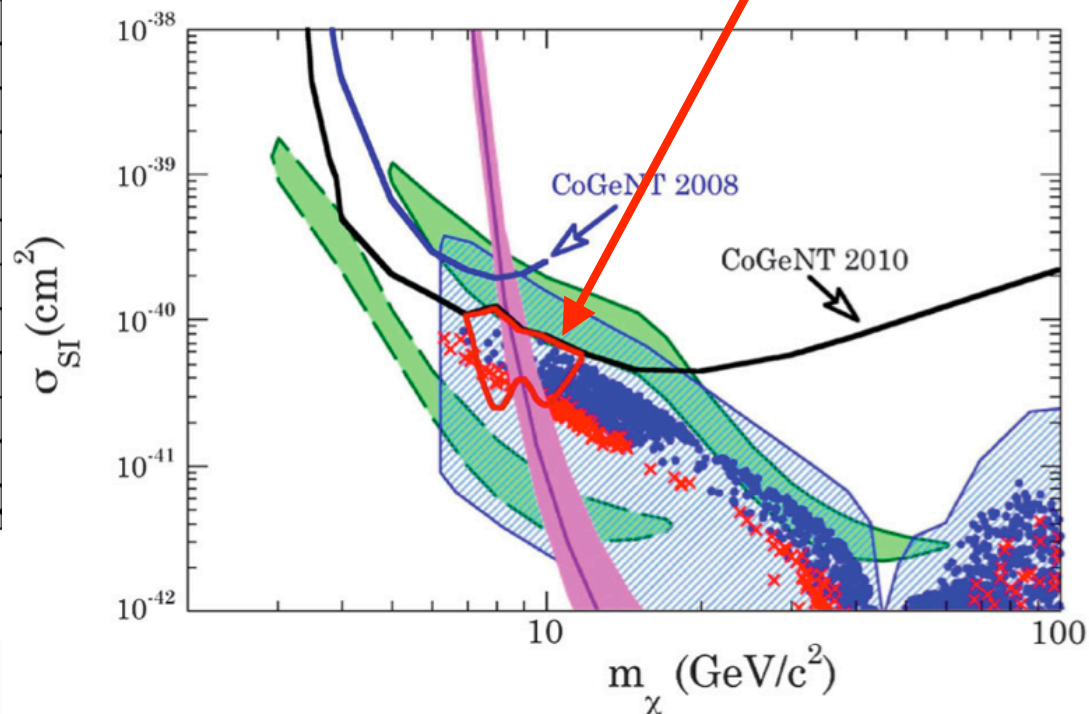 10^-38
10^-39
CoGeNT 2008
CoGeNT 2010
10^-40
σ_SI (cm^2)
10^-41
10^-42
10
100
m_χ (GeV/c^2)